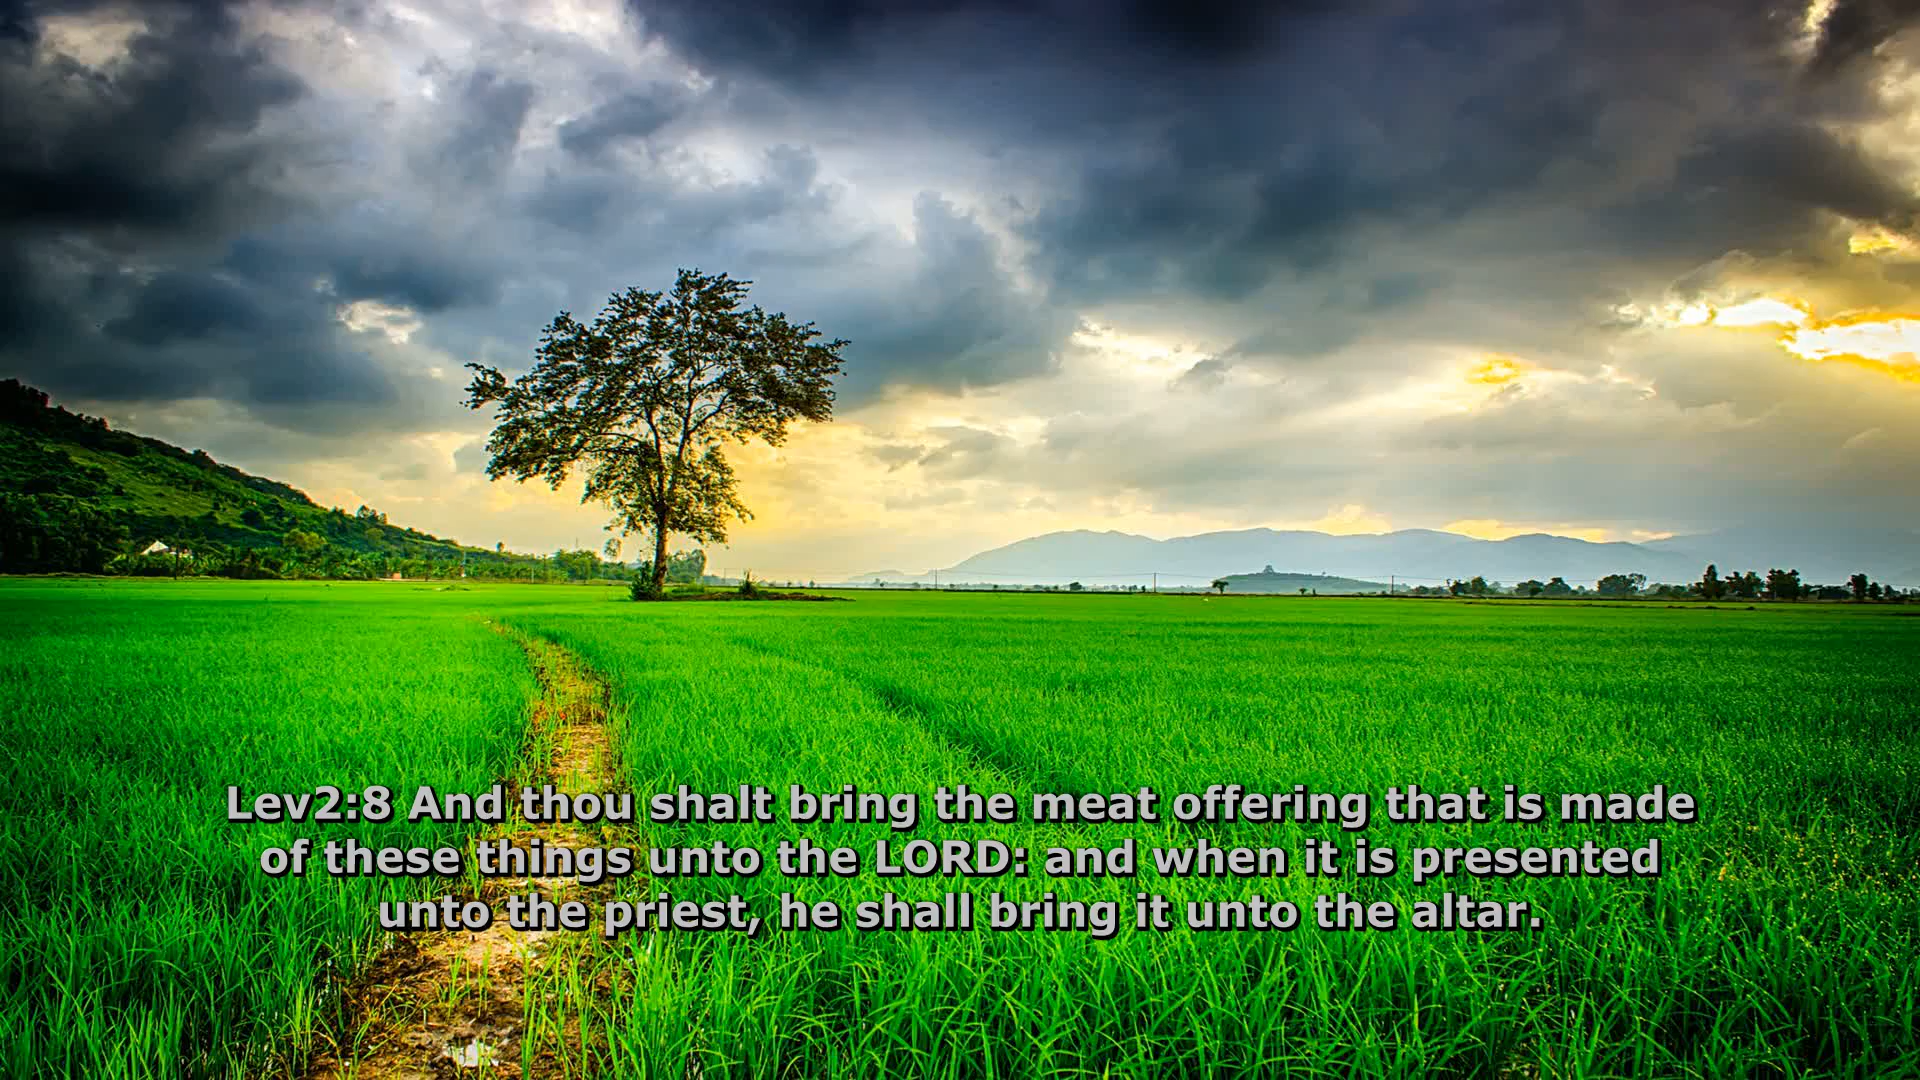 Lev2:8 And thou shalt bring the meat offering that is made
of these things unto the LORD: and when it is presented
unto the priest, he shall bring it unto the altar.